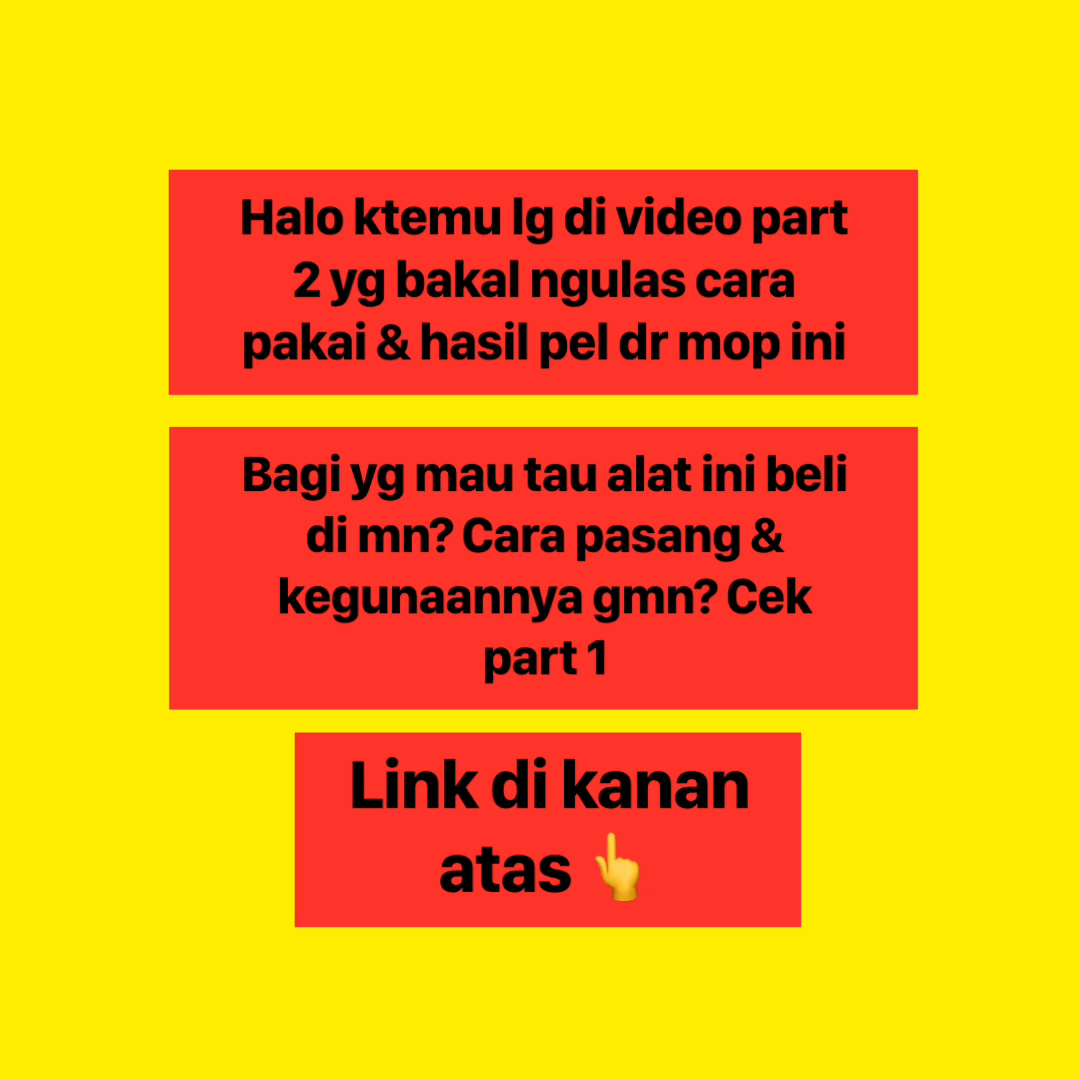 Halo ktemu lg di video part
2 yg bakal ngulas cara
pakai & hasil pel dr mop ini
Bagi yg mau tau alat ini beli
di mn? Cara pasang &
kegunaannya gmn? Cek
part 1
Link di kanan
atas 👆